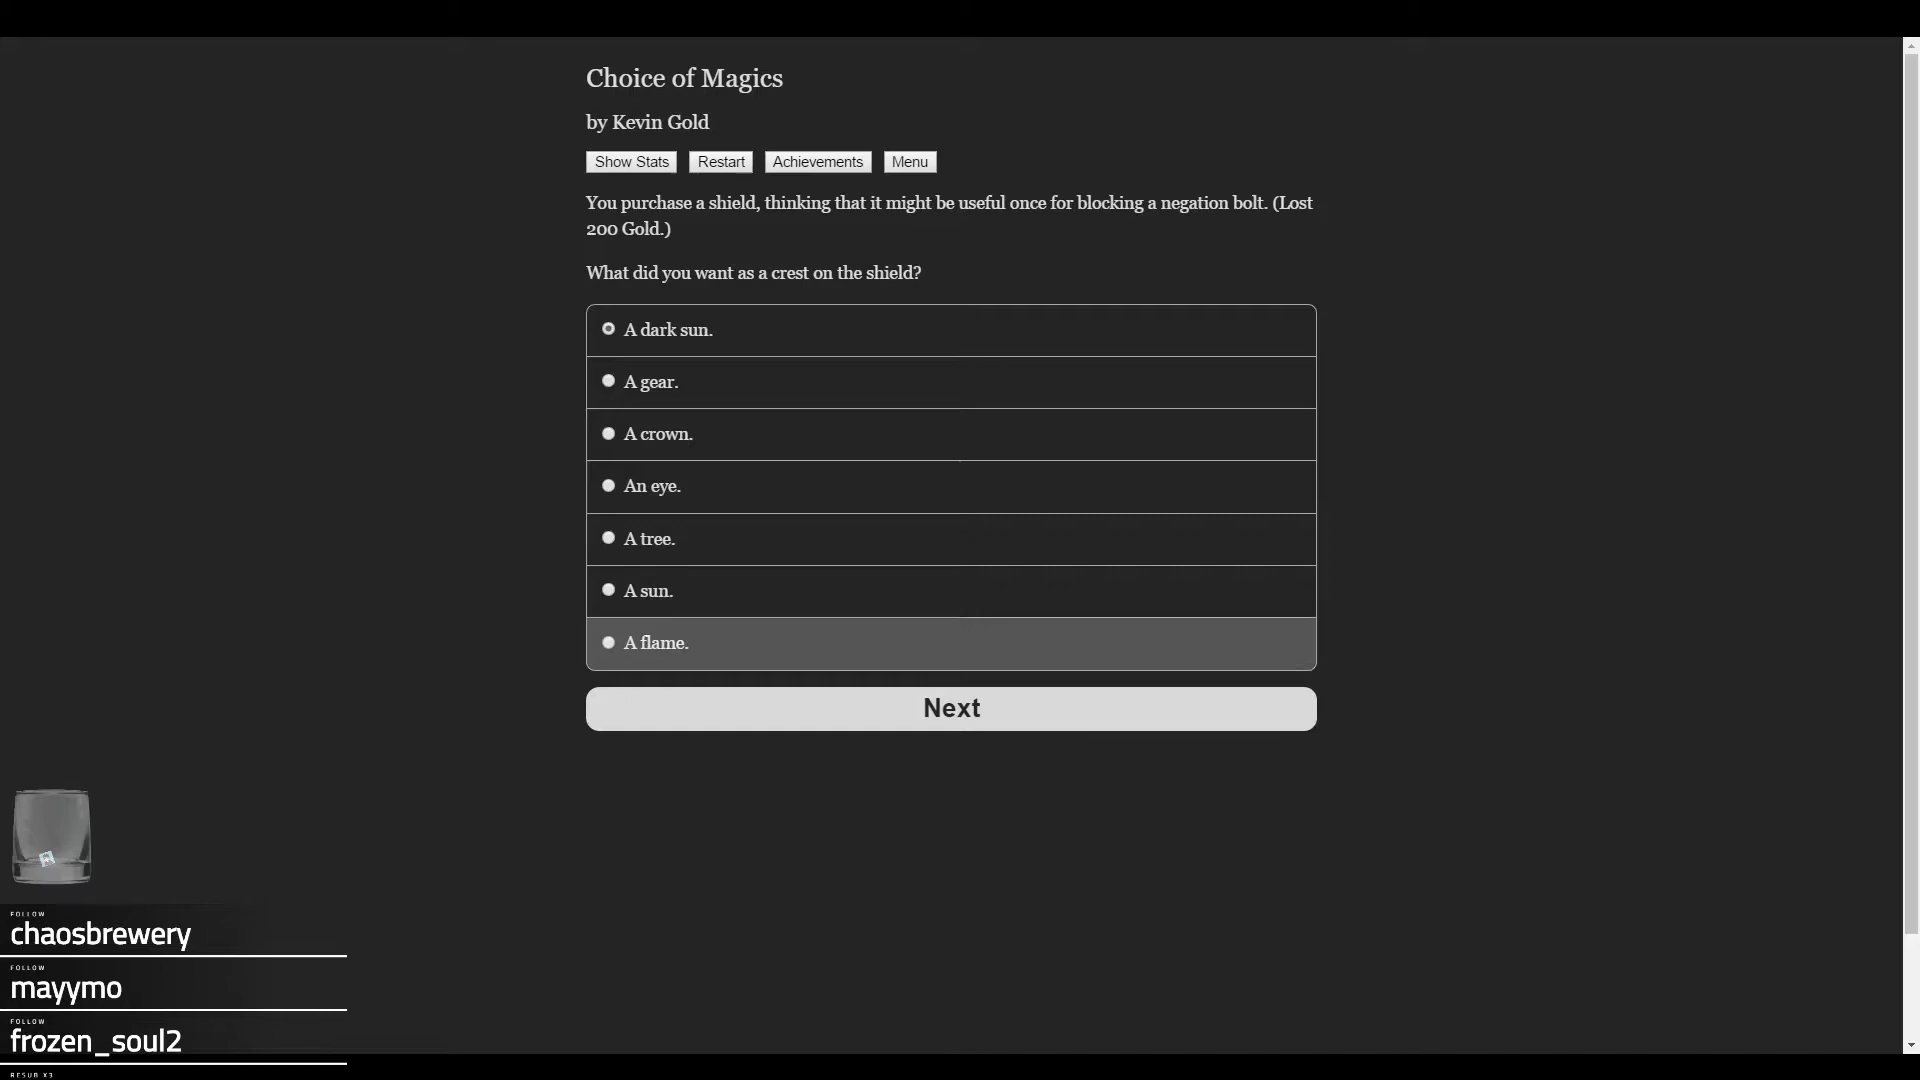 Choice of Magics
by Kevin Gold
Show Stats Restart Achievements Menu
You purchase a shield, thinking that it might be useful once for blocking a negation bolt. (Lost
200 Gold.)
What did you want as a crest on the shield?
A dark sun.
A gear.
A crown.
An eye.
A tree.
A sun.
A flame.
Next
FOLLOW
chaosbrewery
FOLLOW
mayymo
FOLLOW
frozen_soul2
RESUB X3